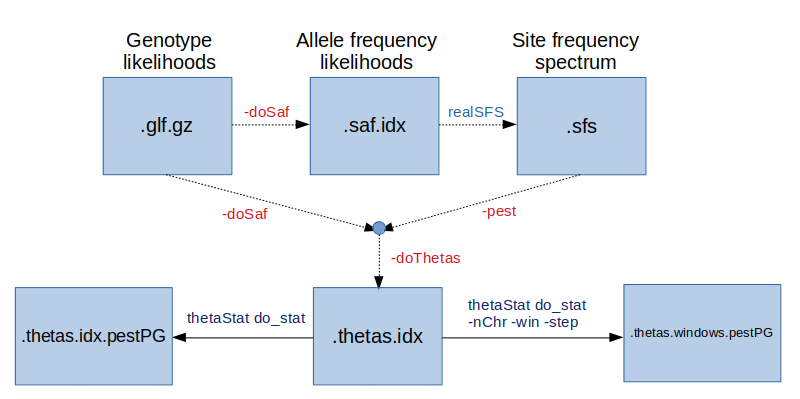 Genotype
likelihoods
Allele frequency
likelihoods
Site frequency
spectrum
.glf.gz
-doSaf
.saf.idx
realSFS
.sfs
-doSaf
-pest
-doThetas
.thetas.idx.pestPG
thetaStat do_stat
.thetas.idx
thetaStat do_stat
-nChr -win -step
.thetas.windows.pestPG